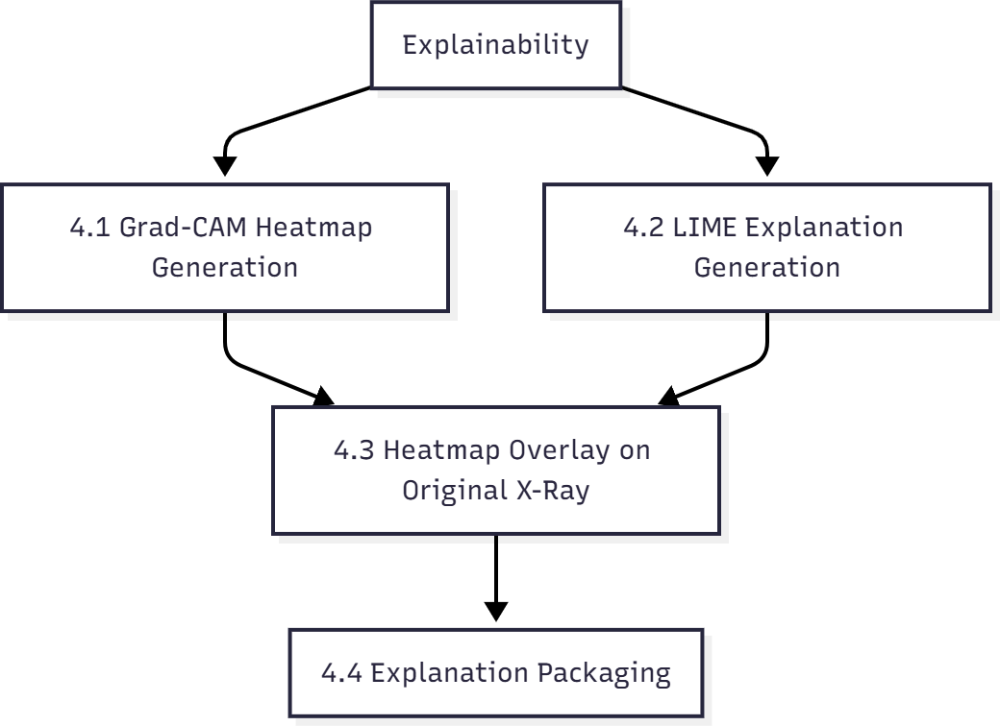 Explainability
4.1 Grad-CAM Heatmap
Generation
4.2 LIME Explanation
Generation
4.3 Heatmap Overlay on
Original X-Ray
4.4 Explanation Packaging